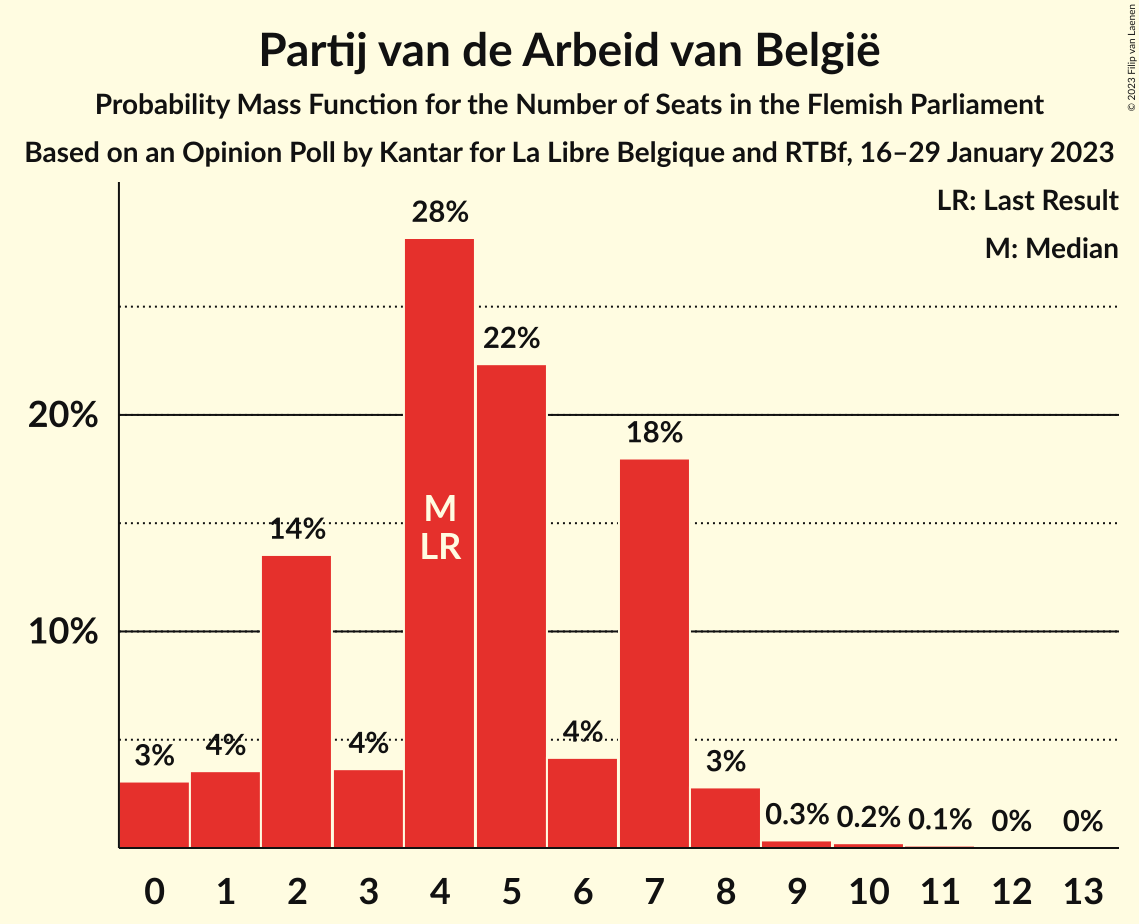 Partij van de Arbeid van België
Probability Mass Function for the Number of Seats in the Flemish Parliament
Based on an Opinion Poll by Kantar for La Libre Belgique and RTBf, 16–29 January 2023
© 2023 Filip van Laenen
LR: Last Result
M: Median
28%
22%
20%
18%
M
14%
LR
10%
4%
4%
4%
3%
3%
0.3%
0.2%
0.1%
0%
0%
0 1 2 3 4 5 6 7 8 9 10 11 12 13